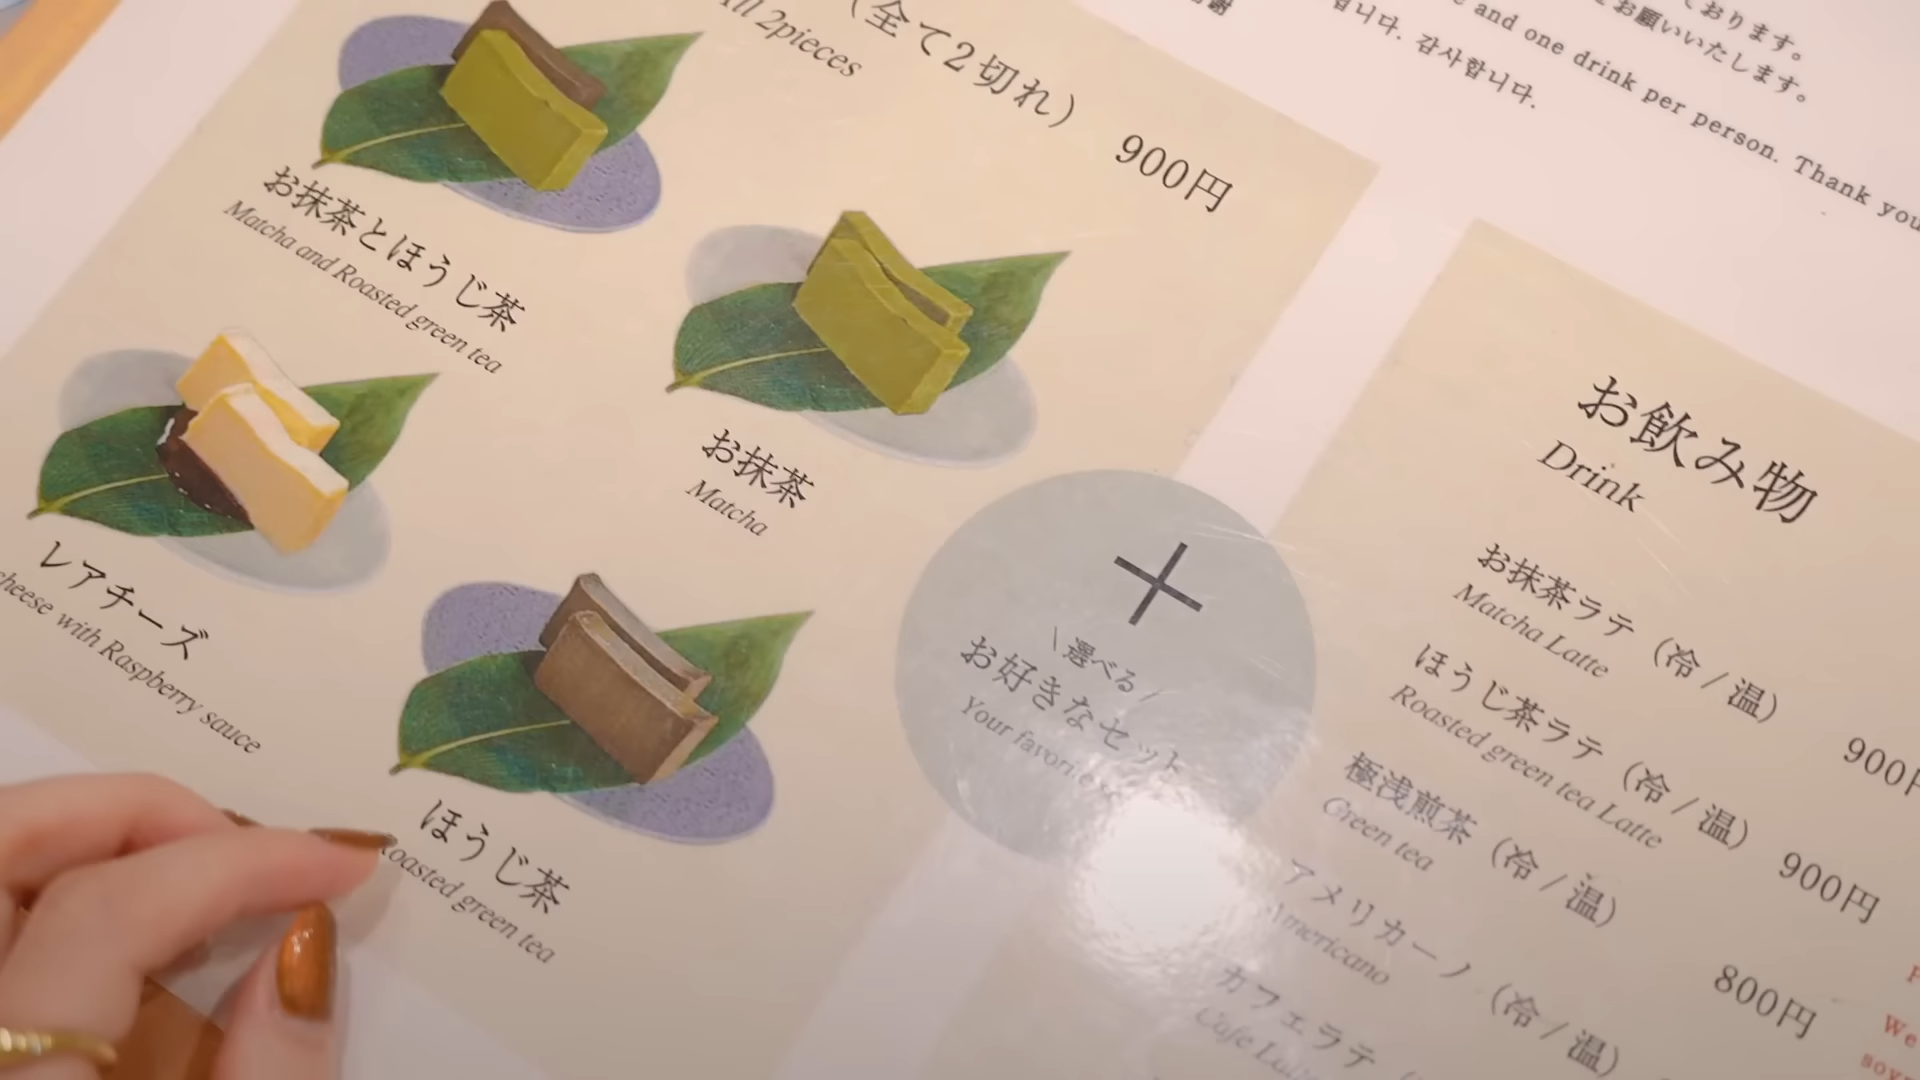 (全て2切れ) 900円
All 2pieces
お抹茶とほうじ茶
Matcha and Roasted green tea
お抹茶
Matcha
レアチーズ
cheese with Raspberry sauce
ほうじ茶
Roasted green tea
\ 選べる /
お好きなセット
Your favorite
ております。
お願いいたします。
and one drink per person. Thank you
니다. 감사합니다.
お飲み物
Drink
お抹茶ラテ (冷/温) 900円
Matcha Latte
ほうじ茶ラテ (冷/温) 900円
Roasted green tea Latte
極浅煎茶 (冷/温) 800円
Green tea
アメリカーノ (冷/温)
Americano
カフェラテ
Cafe Latte
We